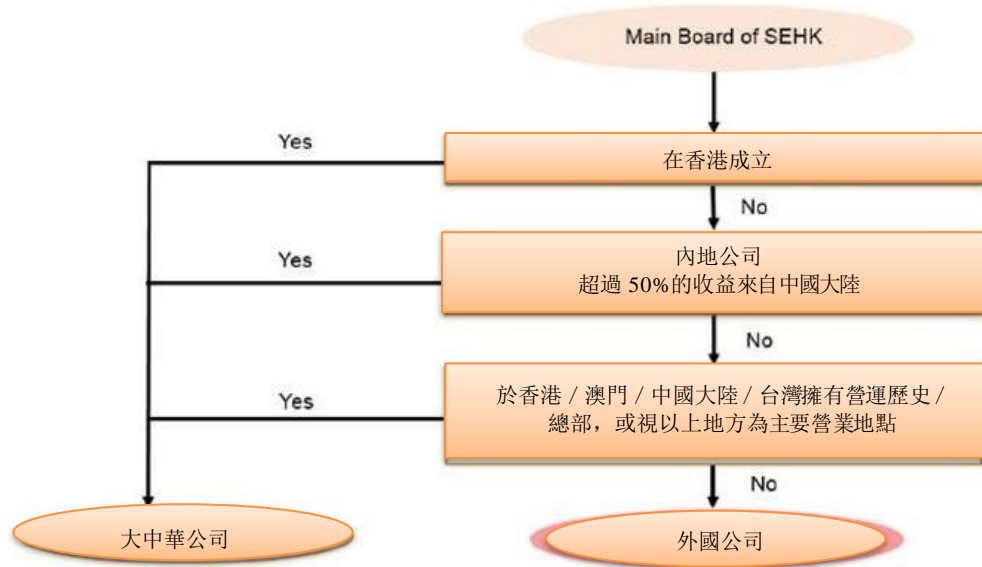 Main Board of SEHK
Yes
在香港成立
No
Yes
內地公司
超過 50%的收益來自中國大陸
No
Yes
於香港 / 澳門 / 中國大陸 / 台灣擁有營運歷史 /
總部，或視以上地方為主要營業地點
No
大中華公司
外國公司